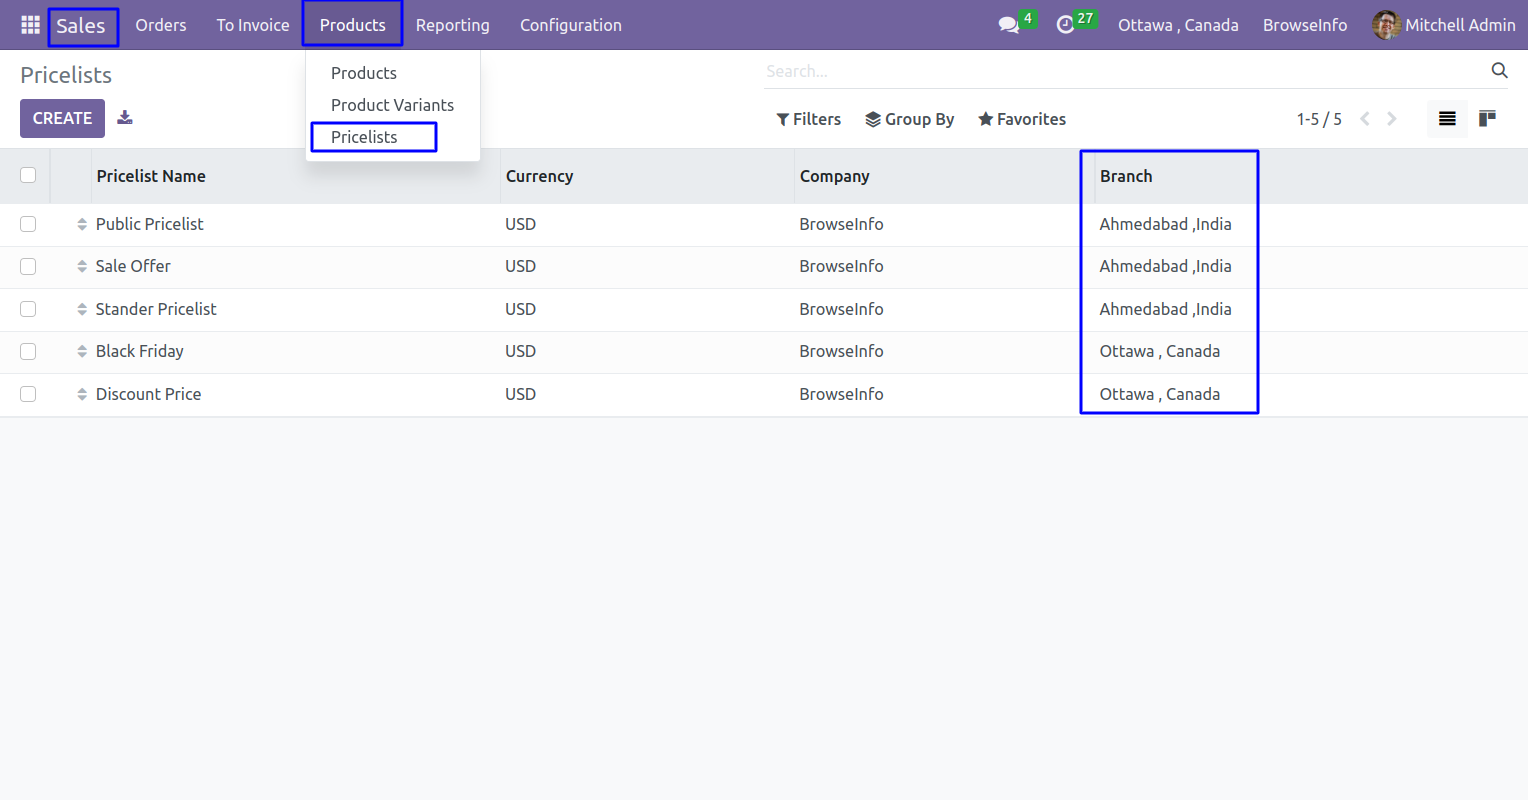 Sales Orders To Invoice Products Reporting Configuration 4 27 Ottawa , Canada BrowseInfo Mitchell Admin
Pricelists
Products
Product Variants
Pricelists
Search...
CREATE
Filters Group By Favorites 1-5 / 5
Pricelist Name Currency Company Branch
Public Pricelist USD BrowseInfo Ahmedabad ,India
Sale Offer USD BrowseInfo Ahmedabad ,India
Stander Pricelist USD BrowseInfo Ahmedabad ,India
Black Friday USD BrowseInfo Ottawa , Canada
Discount Price USD BrowseInfo Ottawa , Canada